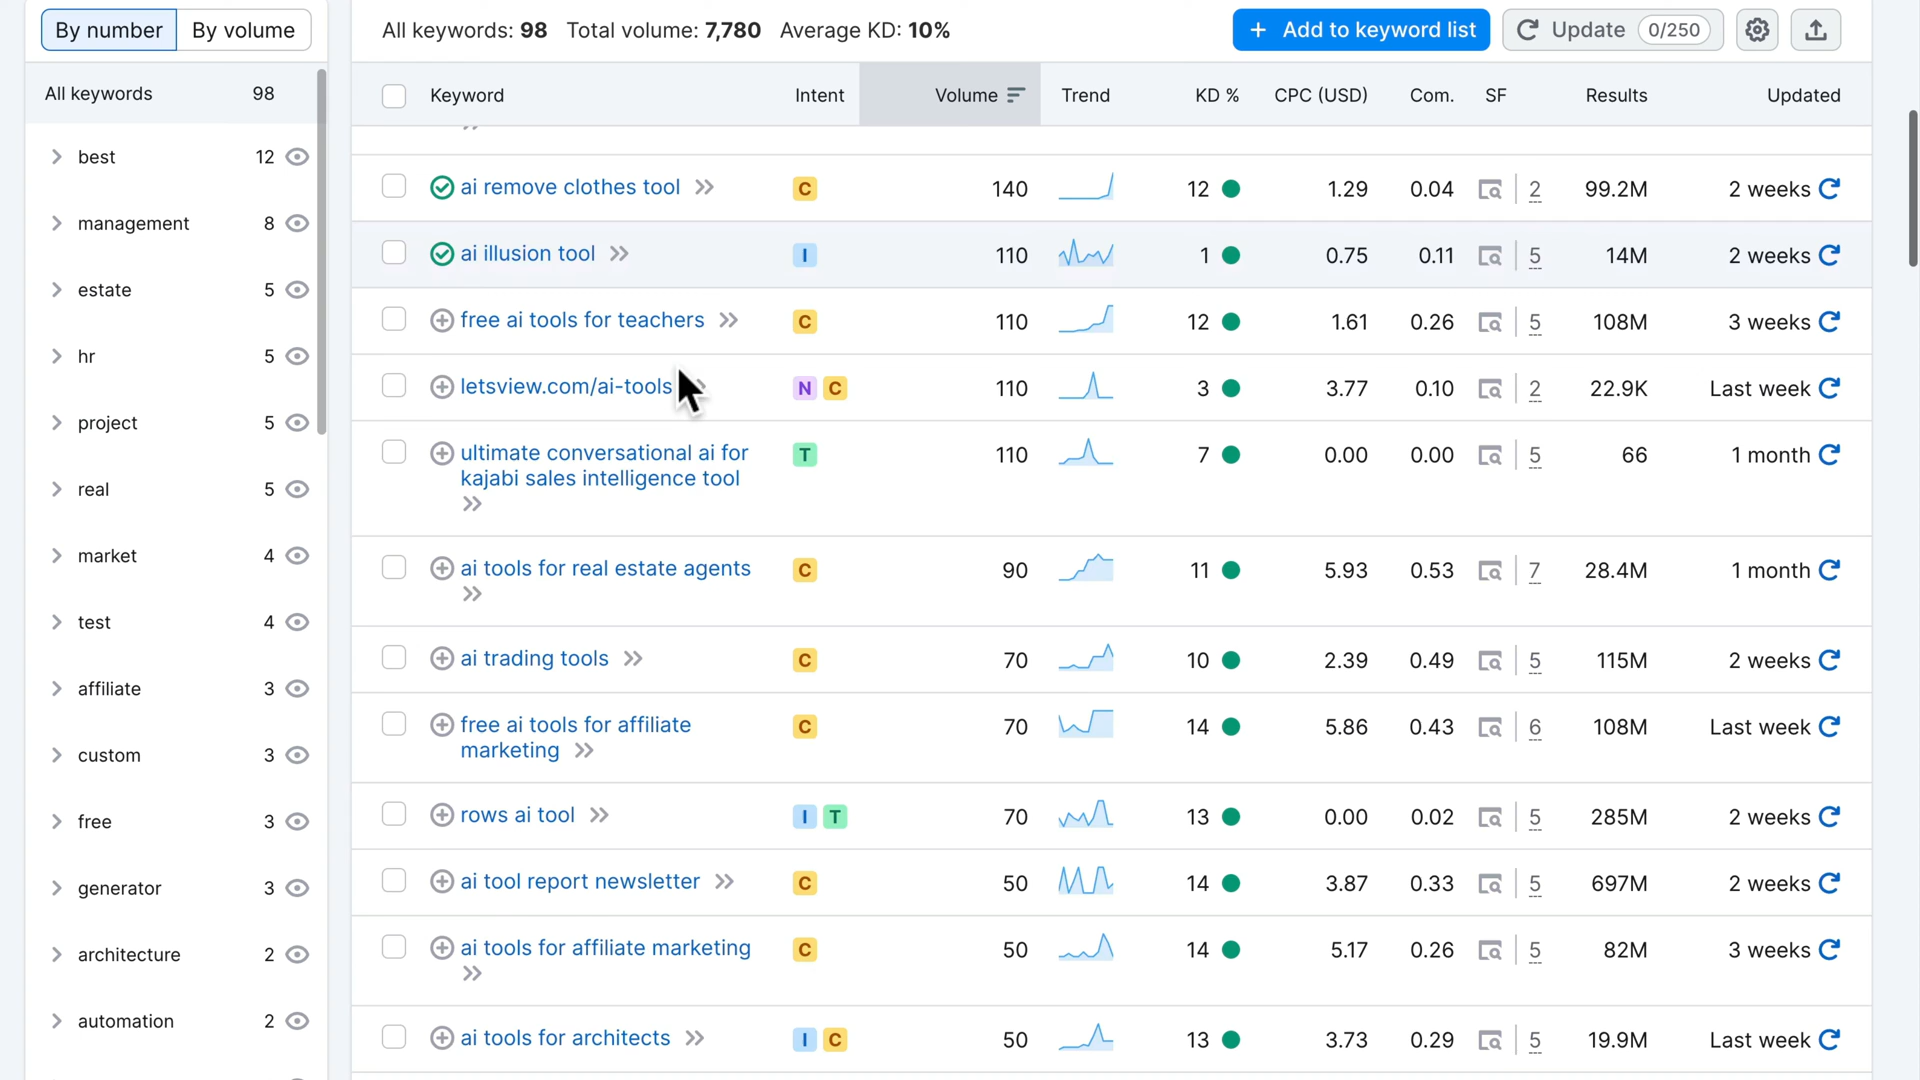 By number By volume
All keywords: 98 Total volume: 7,780 Average KD: 10%
+ Add to keyword list
Update 0/250
All keywords 98
best 12
management 8
estate 5
hr 5
project 5
real 5
market 4
test 4
affiliate 3
custom 3
free 3
generator 3
architecture 2
automation 2
Keyword Intent Volume Trend KD % CPC (USD) Com. SF Results Updated
ai remove clothes tool C 140 12 1.29 0.04 2 99.2M 2 weeks
ai illusion tool I 110 1 0.75 0.11 5 14M 2 weeks
free ai tools for teachers C 110 12 1.61 0.26 5 108M 3 weeks
letsview.com/ai-tools N C 110 3 3.77 0.10 2 22.9K Last week
ultimate conversational ai for T 110 7 0.00 0.00 5 66 1 month
kajabi sales intelligence tool
ai tools for real estate agents C 90 11 5.93 0.53 7 28.4M 1 month
ai trading tools C 70 10 2.39 0.49 5 115M 2 weeks
free ai tools for affiliate C 70 14 5.86 0.43 6 108M Last week
marketing
rows ai tool I T 70 13 0.00 0.02 5 285M 2 weeks
ai tool report newsletter C 50 14 3.87 0.33 5 697M 2 weeks
ai tools for affiliate marketing C 50 14 5.17 0.26 5 82M 3 weeks
ai tools for architects I C 50 13 3.73 0.29 5 19.9M Last week